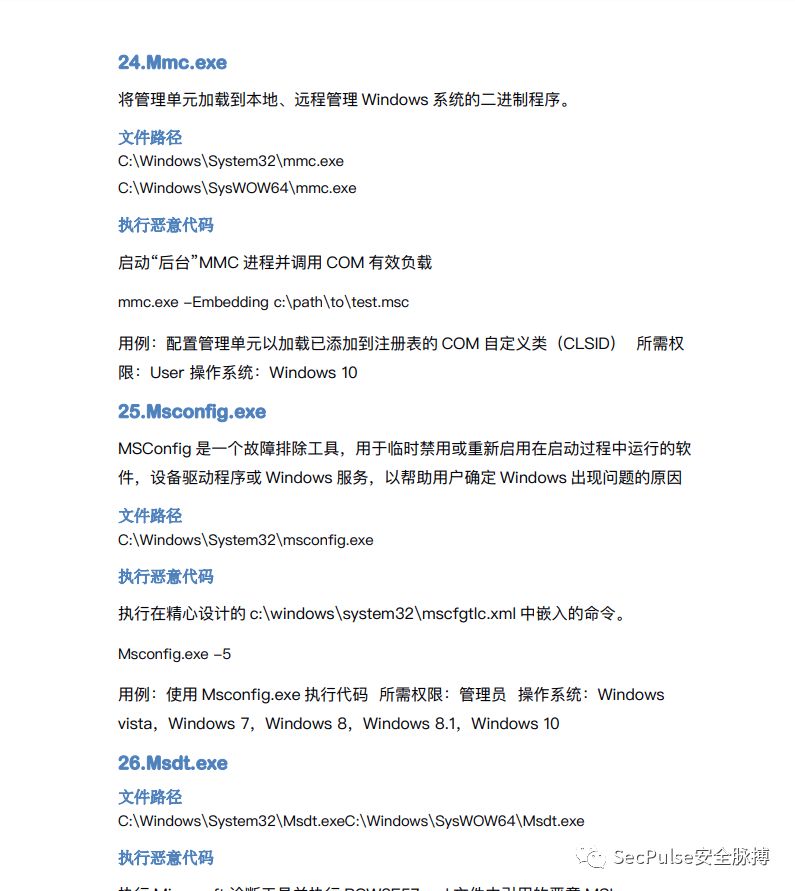 24.Mmc.exe
将管理单元加载到本地、远程管理 Windows 系统的二进制程序。
文件路径
C:\Windows\System32\mmc.exe
C:\Windows\SysWOW64\mmc.exe
执行恶意代码
启动“后台”MMC 进程并调用 COM 有效负载
mmc.exe -Embedding c:\path\to\test.msc
用例：配置管理单元以加载已添加到注册表的 COM 自定义类（CLSID） 所需权
限：User 操作系统：Windows 10
25.Msconfig.exe
MSConfig 是一个故障排除工具，用于临时禁用或重新启用在启动过程中运行的软
件，设备驱动程序或 Windows 服务，以帮助用户确定 Windows 出现问题的原因
文件路径
C:\Windows\System32\msconfig.exe
执行恶意代码
执行在精心设计的 c:\windows\system32\mscfgtlc.xml 中嵌入的命令。
Msconfig.exe -5
用例：使用 Msconfig.exe 执行代码 所需权限：管理员 操作系统：Windows
vista，Windows 7，Windows 8，Windows 8.1，Windows 10
26.Msdt.exe
文件路径
C:\Windows\System32\Msdt.exeC:\Windows\SysWOW64\Msdt.exe
执行恶意代码
SecPulse安全脉搏